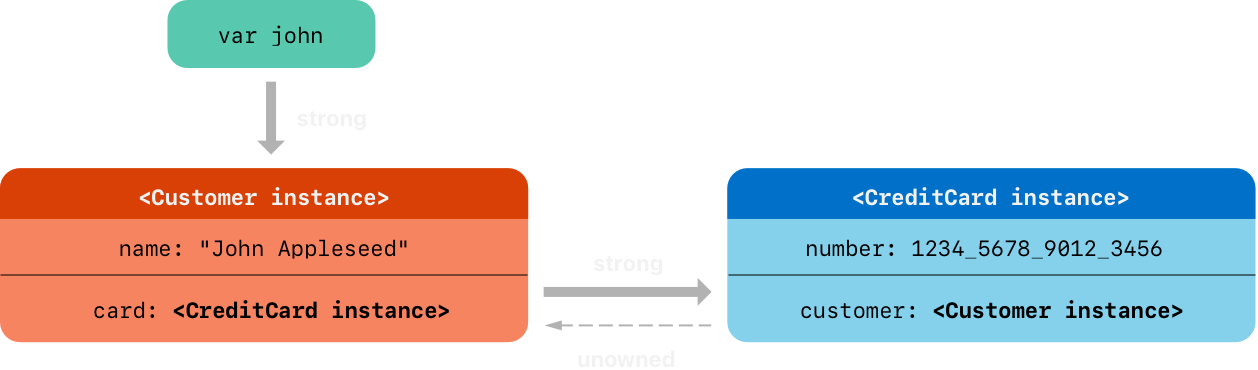 var john
strong
<Customer instance>
name: "John Appleseed"
card: <CreditCard instance>
strong
unowned
<CreditCard instance>
number: 1234_5678_9012_3456
customer: <Customer instance>